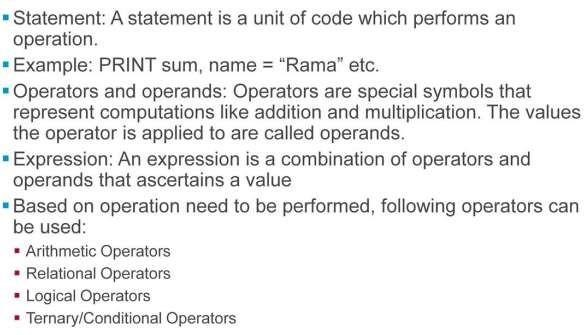 Statement: A statement is a unit of code which performs an
operation.
Example: PRINT sum, name = “Rama” etc.
Operators and operands: Operators are special symbols that
represent computations like addition and multiplication. The values
the operator is applied to are called operands.
Expression: An expression is a combination of operators and
operands that ascertains a value
Based on operation need to be performed, following operators can
be used:
Arithmetic Operators
Relational Operators
Logical Operators
Ternary/Conditional Operators